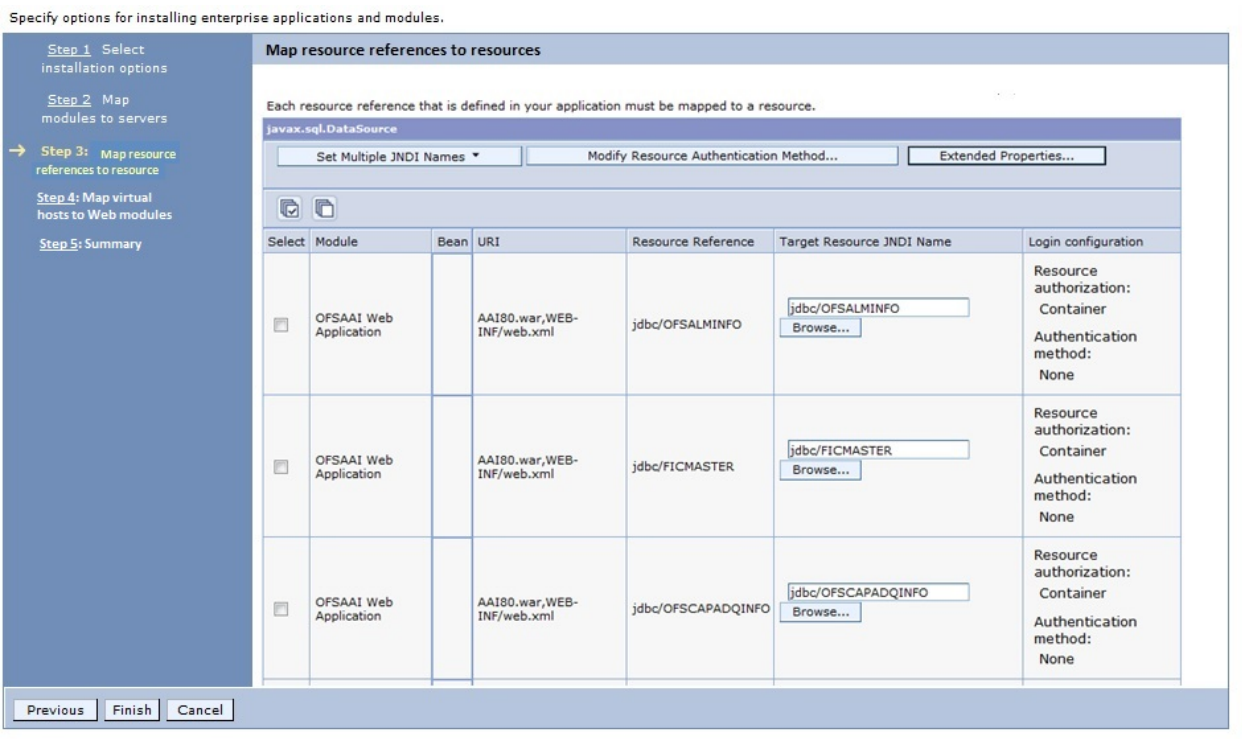 Specify options for installing enterprise applications and modules.
Step 1 Select
installation options
Step 2 Map
modules to servers
Step 3: Map resource
references to resource
Step 4: Map virtual
hosts to Web modules
Step 5: Summary
Map resource references to resources
Each resource reference that is defined in your application must be mapped to a resource.
javax.sql.DataSource
Set Multiple JNDI Names Modify Resource Authentication Method... Extended Properties...
Select Module Bean URI Resource Reference Target Resource JNDI Name Login configuration
OFSAAI Web
Application
AAI80.war,WEB-
INF/web.xml
jdbc/OFSALMINFO
jdbc/OFSALMINFO
Browse...
Resource
authorization:
Container
Authentication
method:
None
OFSAAI Web
Application
AAI80.war,WEB-
INF/web.xml
jdbc/FICMASTER
jdbc/FICMASTER
Browse...
Resource
authorization:
Container
Authentication
method:
None
OFSAAI Web
Application
AAI80.war,WEB-
INF/web.xml
jdbc/OFSCAPADQINFO
jdbc/OFSCAPADQINFO
Browse...
Resource
authorization:
Container
Authentication
method:
None
Previous Finish Cancel